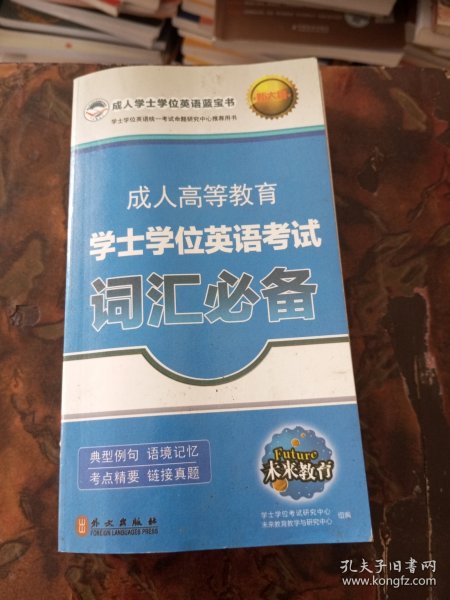 成人学士学位英语蓝宝书
学士学位英语统一考试命题研究中心推荐用书
新大纲
成人高等教育
学士学位英语考试
词汇必备
典型例句 语境记忆
考点精要 链接真题
Future
未来教育
学士学位考试研究中心
未来教育教学与研究中心 组编
外文出版社
FOREIGN LANGUAGES PRESS
孔夫子旧书网
www.kongfz.com